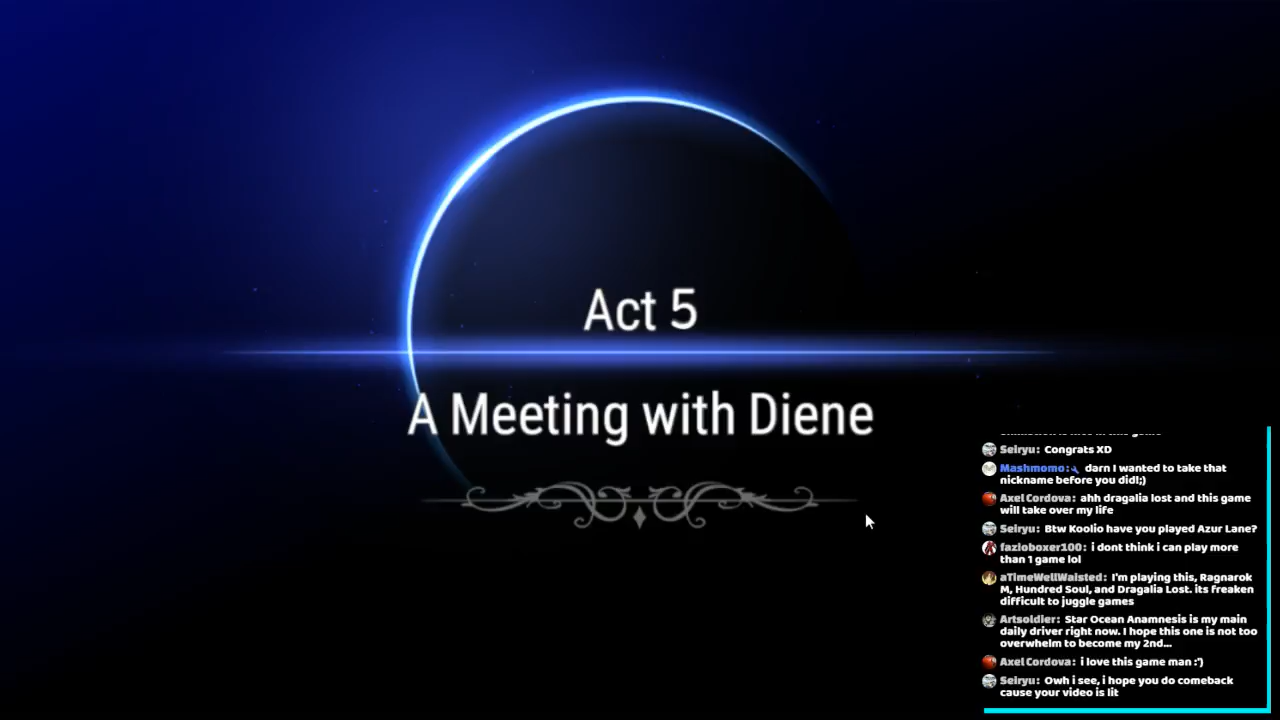 Act 5
A Meeting with Diene
Seiryu: Congrats XD
Mashmomo: darn I wanted to take that
nickname before you did!;)
Axel Cordova: ahh dragalia lost and this game
will take over my life
Seiryu: Btw Koolio have you played Azur Lane?
fazioboxer100: i dont think i can play more
than 1 game lol
aTimeWellWaisted: I'm playing this, Ragnarok
M, Hundred Soul, and Dragalia Lost. its freaken
difficult to juggle games
Artsoldier: Star Ocean Anamnesis is my main
daily driver right now. I hope this one is not too
overwhelm to become my 2nd...
Axel Cordova: i love this game man :')
Seiryu: Owh i see, i hope you do comeback
cause your video is lit